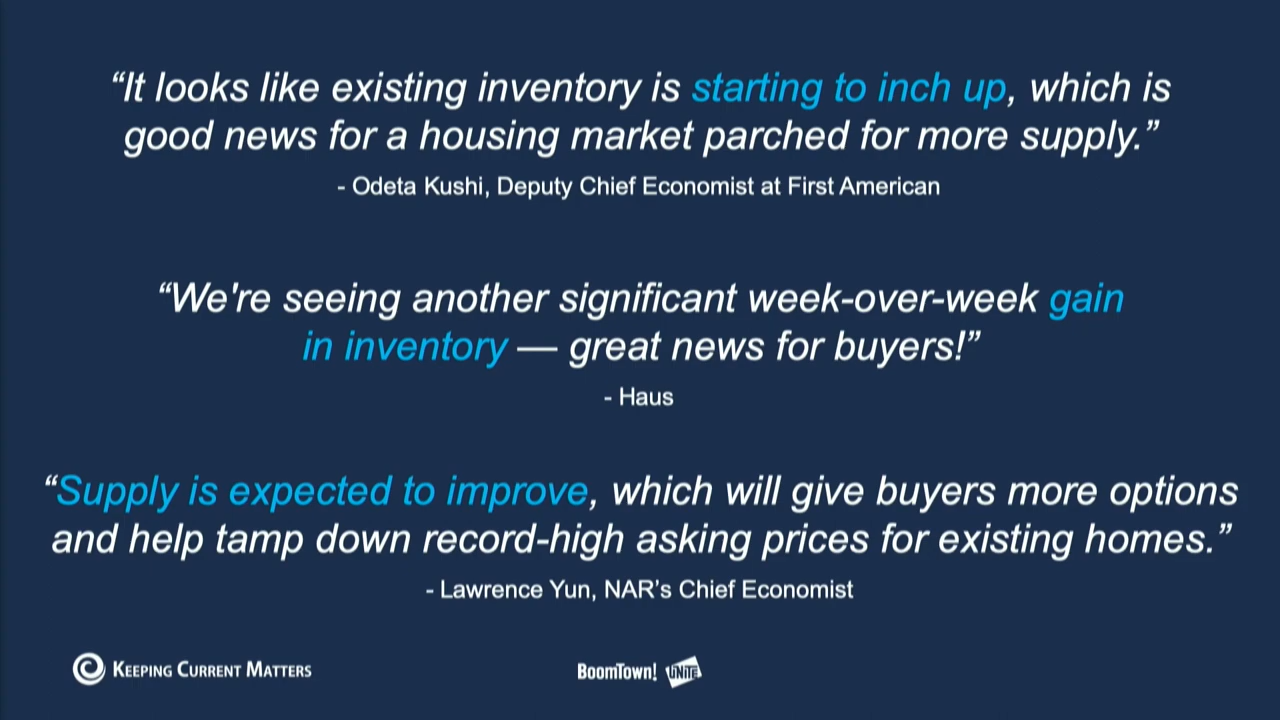 “It looks like existing inventory is starting to inch up, which is
good news for a housing market parched for more supply.”
- Odeta Kushi, Deputy Chief Economist at First American
“We're seeing another significant week-over-week gain
in inventory — great news for buyers!”
- Haus
“Supply is expected to improve, which will give buyers more options
and help tamp down record-high asking prices for existing homes.”
- Lawrence Yun, NAR’s Chief Economist
KEEPING CURRENT MATTERS
BoomTown! UNITE